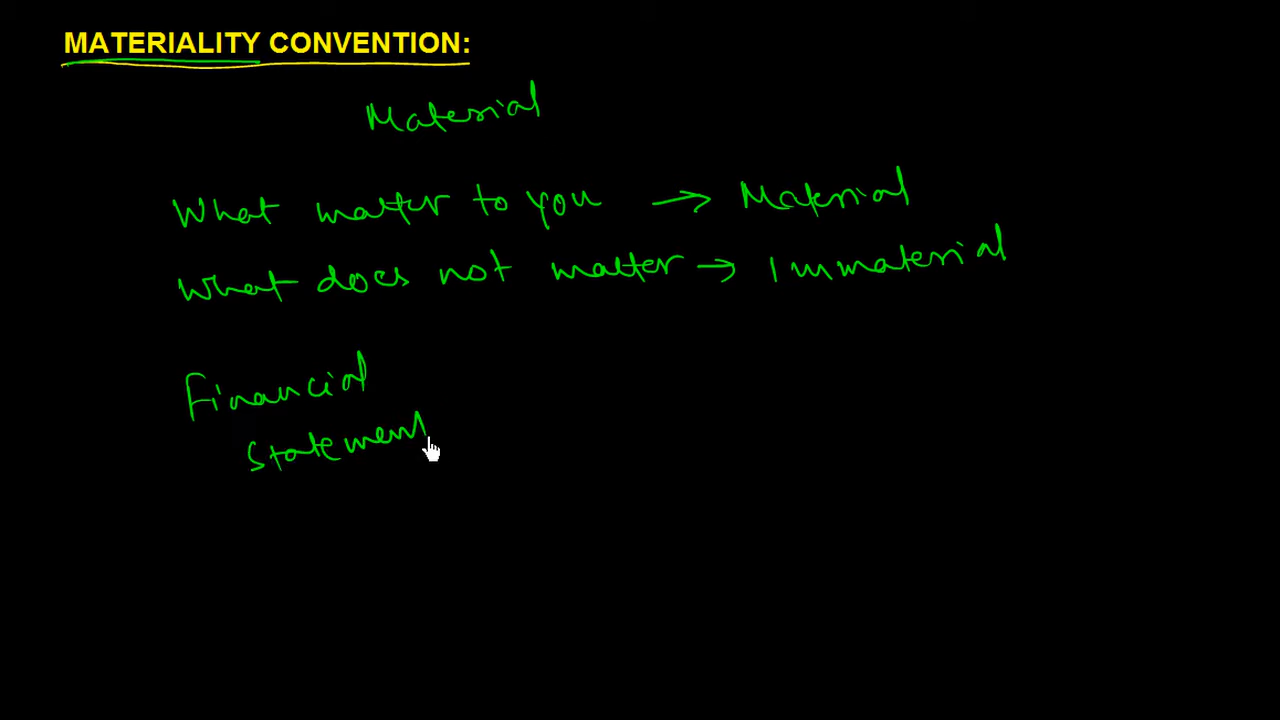 MATERIALITY CONVENTION:
Material
What matter to you → Material
What does not matter → Immaterial
Financial
Statement